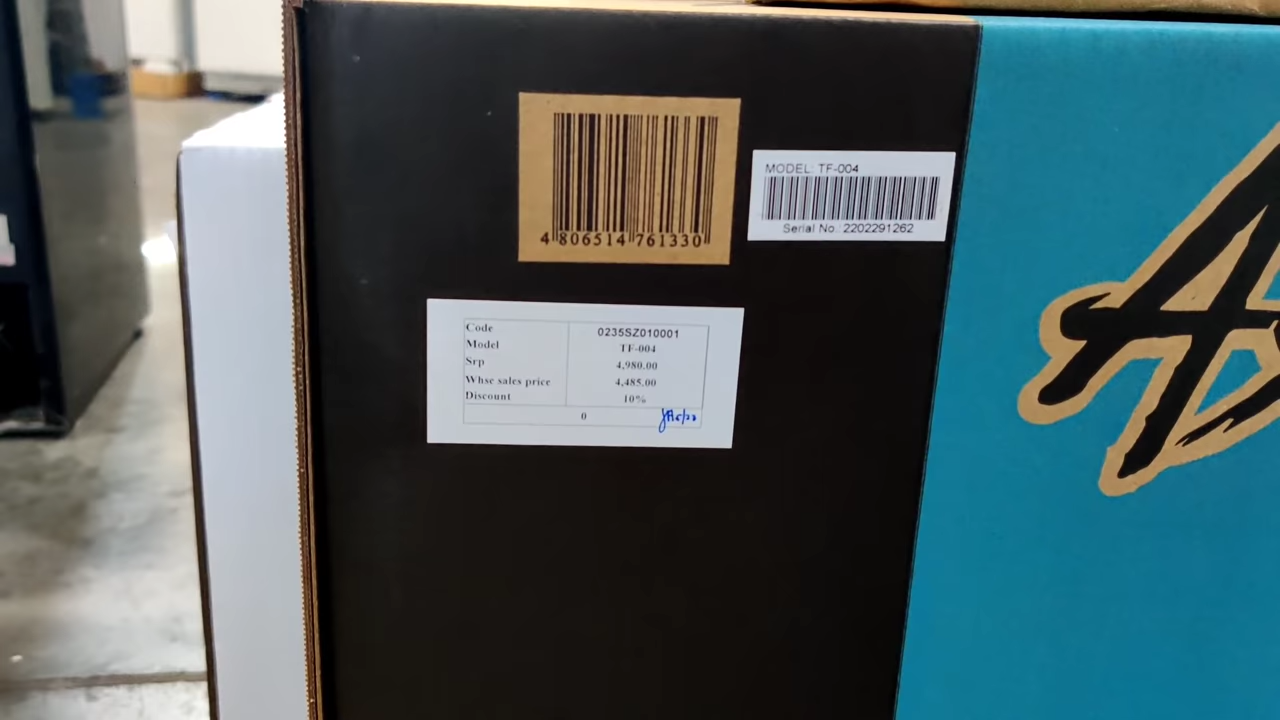 4 806514 761330
MODEL: TF-004
Serial No.: 2202291262
Code 0235SZ010001
Model TF-004
Srp 4,980.00
Whse sales price 4,485.00
Discount 10%
0